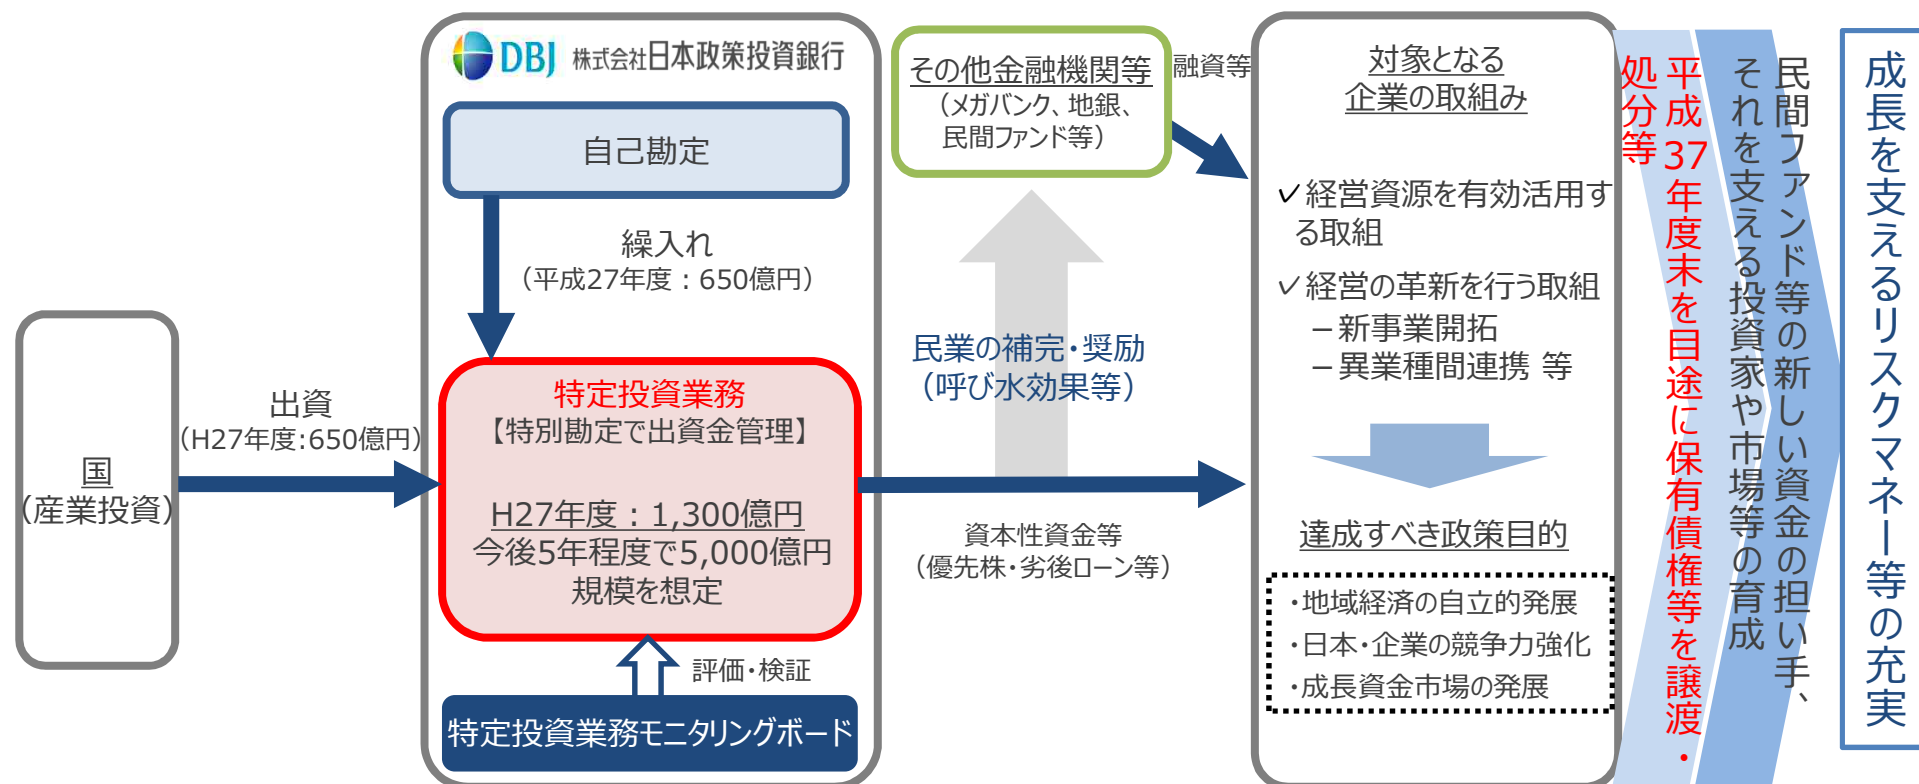 国
（産業投資）
出資
（H27年度:650億円）
DBJ 株式会社日本政策投資銀行
自己勘定
繰入れ
（平成27年度：650億円）
特定投資業務
【特別勘定で出資金管理】
H27年度：1,300億円
今後5年程度で5,000億円
規模を想定
評価・検証
特定投資業務モニタリングボード
その他金融機関等
（メガバンク、地銀、
民間ファンド等）
融資等
民業の補完・奨励
（呼び水効果等）
資本性資金等
（優先株・劣後ローン等）
対象となる
企業の取組み
✓経営資源を有効活用す
る取組
✓経営の革新を行う取組
－新事業開拓
－異業種間連携 等
達成すべき政策目的
・地域経済の自立的発展
・日本・企業の競争力強化
・成長資金市場の発展
平成37年度末を目途に保有債権等を譲渡・
処分等
民間ファンド等の新しい資金の担い手、
それを支える投資家や市場等の育成
成長を支えるリスクマネー等の充実